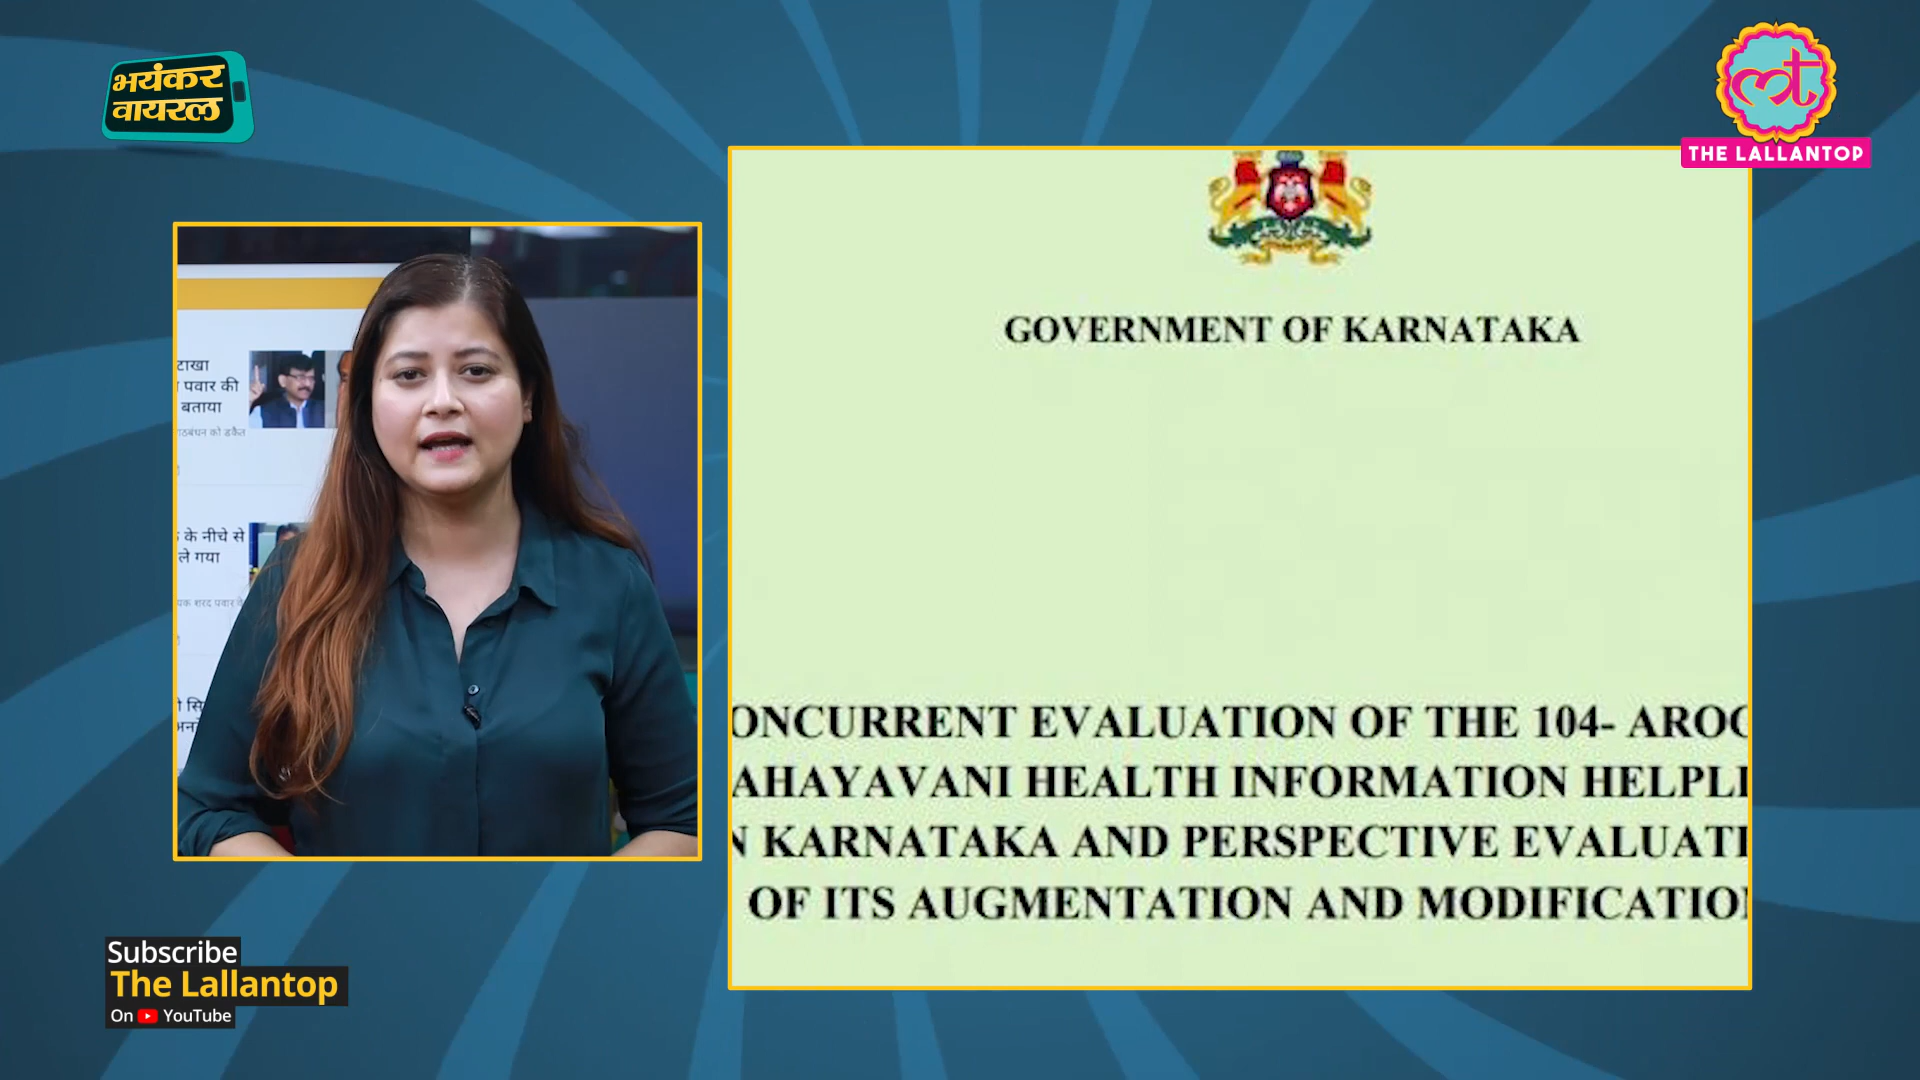 भयंकर
वायरल
THE LALLANTOP
टाखा
पवार की
बताया
के नीचे से
ले गया
GOVERNMENT OF KARNATAKA
ONCURRENT EVALUATION OF THE 104- AROG
AHAYAVANI HEALTH INFORMATION HELPLI
N KARNATAKA AND PERSPECTIVE EVALUATI
OF ITS AUGMENTATION AND MODIFICATION
Subscribe
The Lallantop
On YouTube